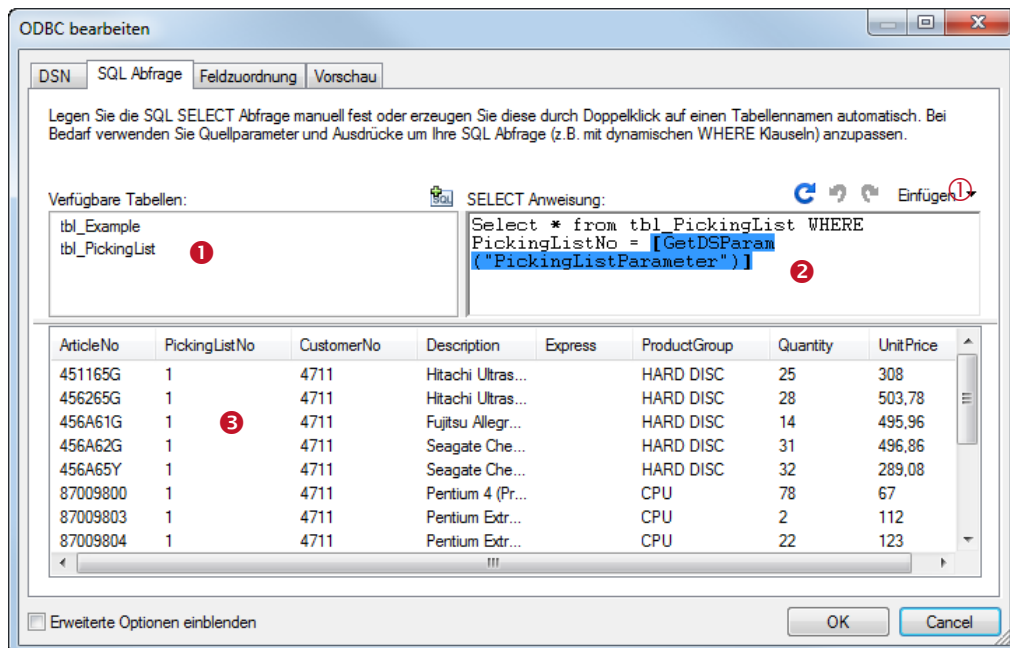 ODBC bearbeiten
DSN SQL Abfrage Feldzuordnung Vorschau
Legen Sie die SQL SELECT Abfrage manuell fest oder erzeugen Sie diese durch Doppelklick auf einen Tabellennamen automatisch. Bei
Bedarf verwenden Sie Quellparameter und Ausdrücke um Ihre SQL Abfrage (z.B. mit dynamischen WHERE Klauseln) anzupassen.
Verfügbare Tabellen: SQL SELECT Anweisung: Einfügen ①
tbl_Example
tbl_PickingList
❶
Select * from tbl_PickingList WHERE
PickingListNo = [GetDSParam
("PickingListParameter")]
❷
ArticleNo PickingListNo CustomerNo Description Express ProductGroup Quantity UnitPrice
451165G 1 4711 Hitachi Ultras... HARD DISC 25 308
456265G 1 4711 Hitachi Ultras... HARD DISC 28 503,78
456A61G 1 ❸ 4711 Fujitsu Allegr... HARD DISC 14 495,96
456A62G 1 4711 Seagate Che... HARD DISC 31 496,86
456A65Y 1 4711 Seagate Che... HARD DISC 32 289,08
87009800 1 4711 Pentium 4 (Pr... CPU 78 67
87009803 1 4711 Pentium Extr... CPU 2 112
87009804 1 4711 Pentium Extr... CPU 22 123
Erweiterte Optionen einblenden OK Cancel